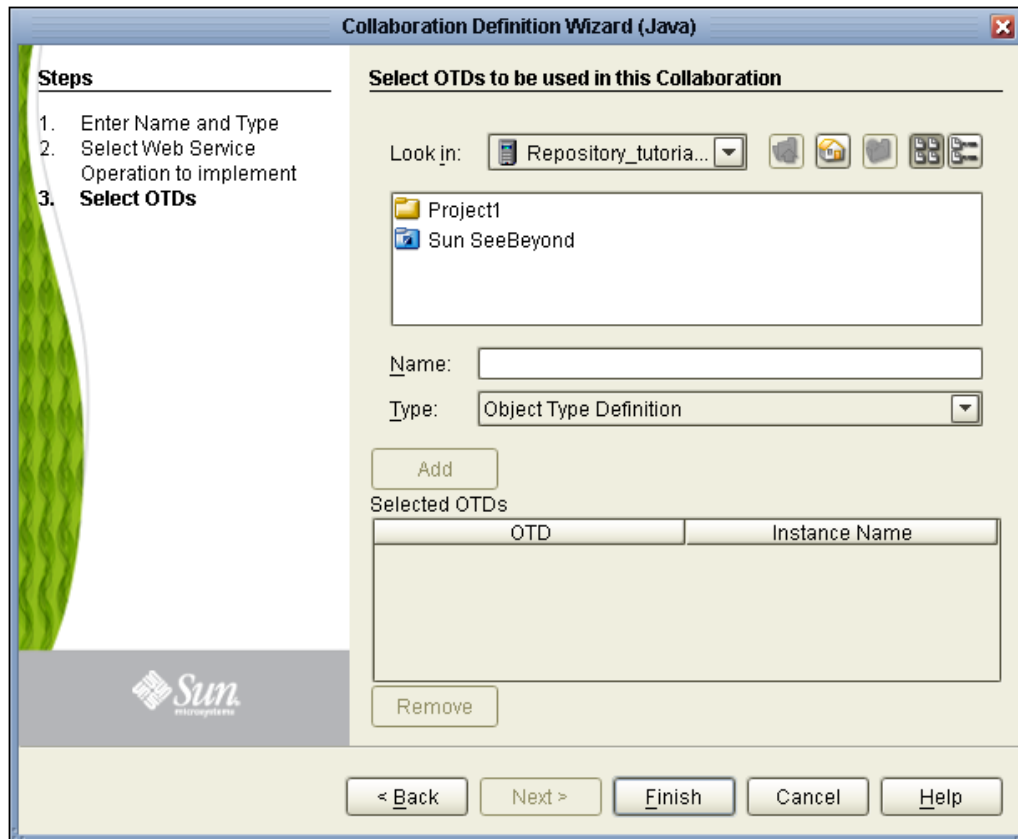 Collaboration Definition Wizard (Java)
Steps
1. Enter Name and Type
2. Select Web Service
Operation to implement
3. Select OTDs
Select OTDs to be used in this Collaboration
Look in: Repository_tutoria...
Project1
Sun SeeBeyond
Name:
Type: Object Type Definition
Add
Selected OTDs
OTD Instance Name
Remove
Sun
microsystems
< Back Next > Finish Cancel Help